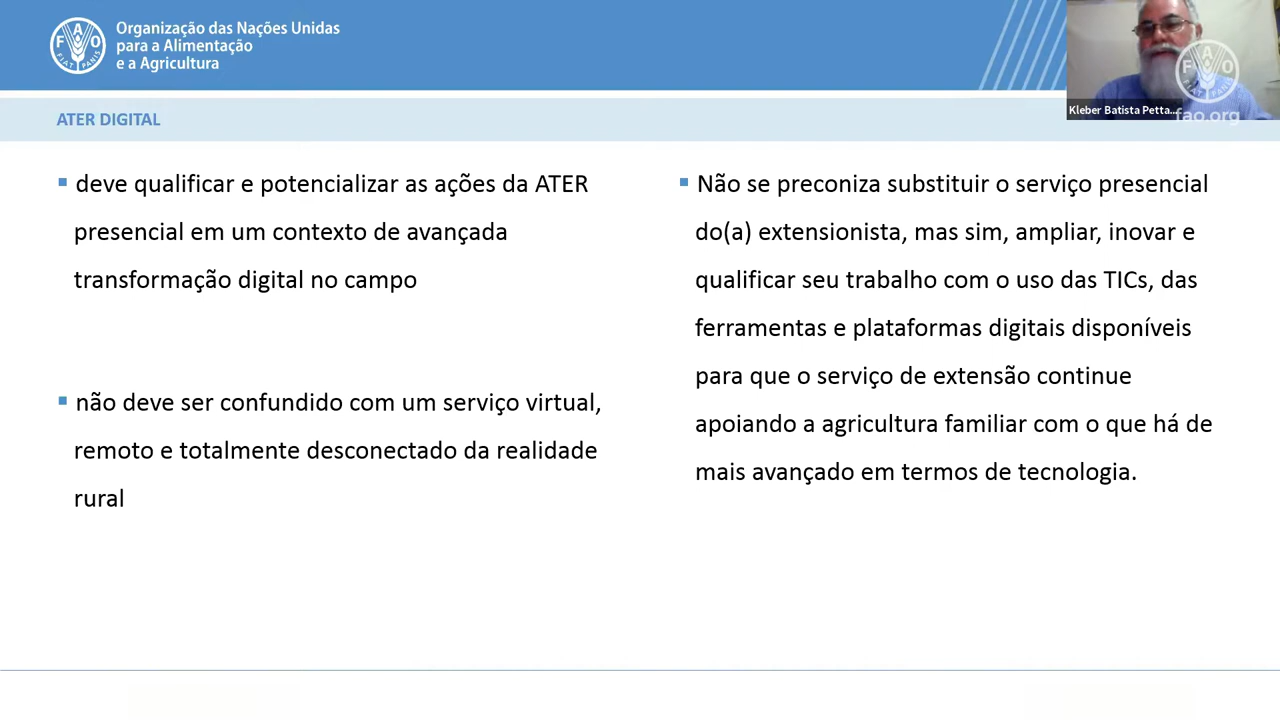 Organização das Nações Unidas
para a Alimentação
e a Agricultura
F A O
FIAT PANIS
F A O
FIAT PANIS
Kleber Batista Petta...
fao.org
ATER DIGITAL
deve qualificar e potencializar as ações da ATER
presencial em um contexto de avançada
transformação digital no campo
não deve ser confundido com um serviço virtual,
remoto e totalmente desconectado da realidade
rural
Não se preconiza substituir o serviço presencial
do(a) extensionista, mas sim, ampliar, inovar e
qualificar seu trabalho com o uso das TICs, das
ferramentas e plataformas digitais disponíveis
para que o serviço de extensão continue
apoiando a agricultura familiar com o que há de
mais avançado em termos de tecnologia.